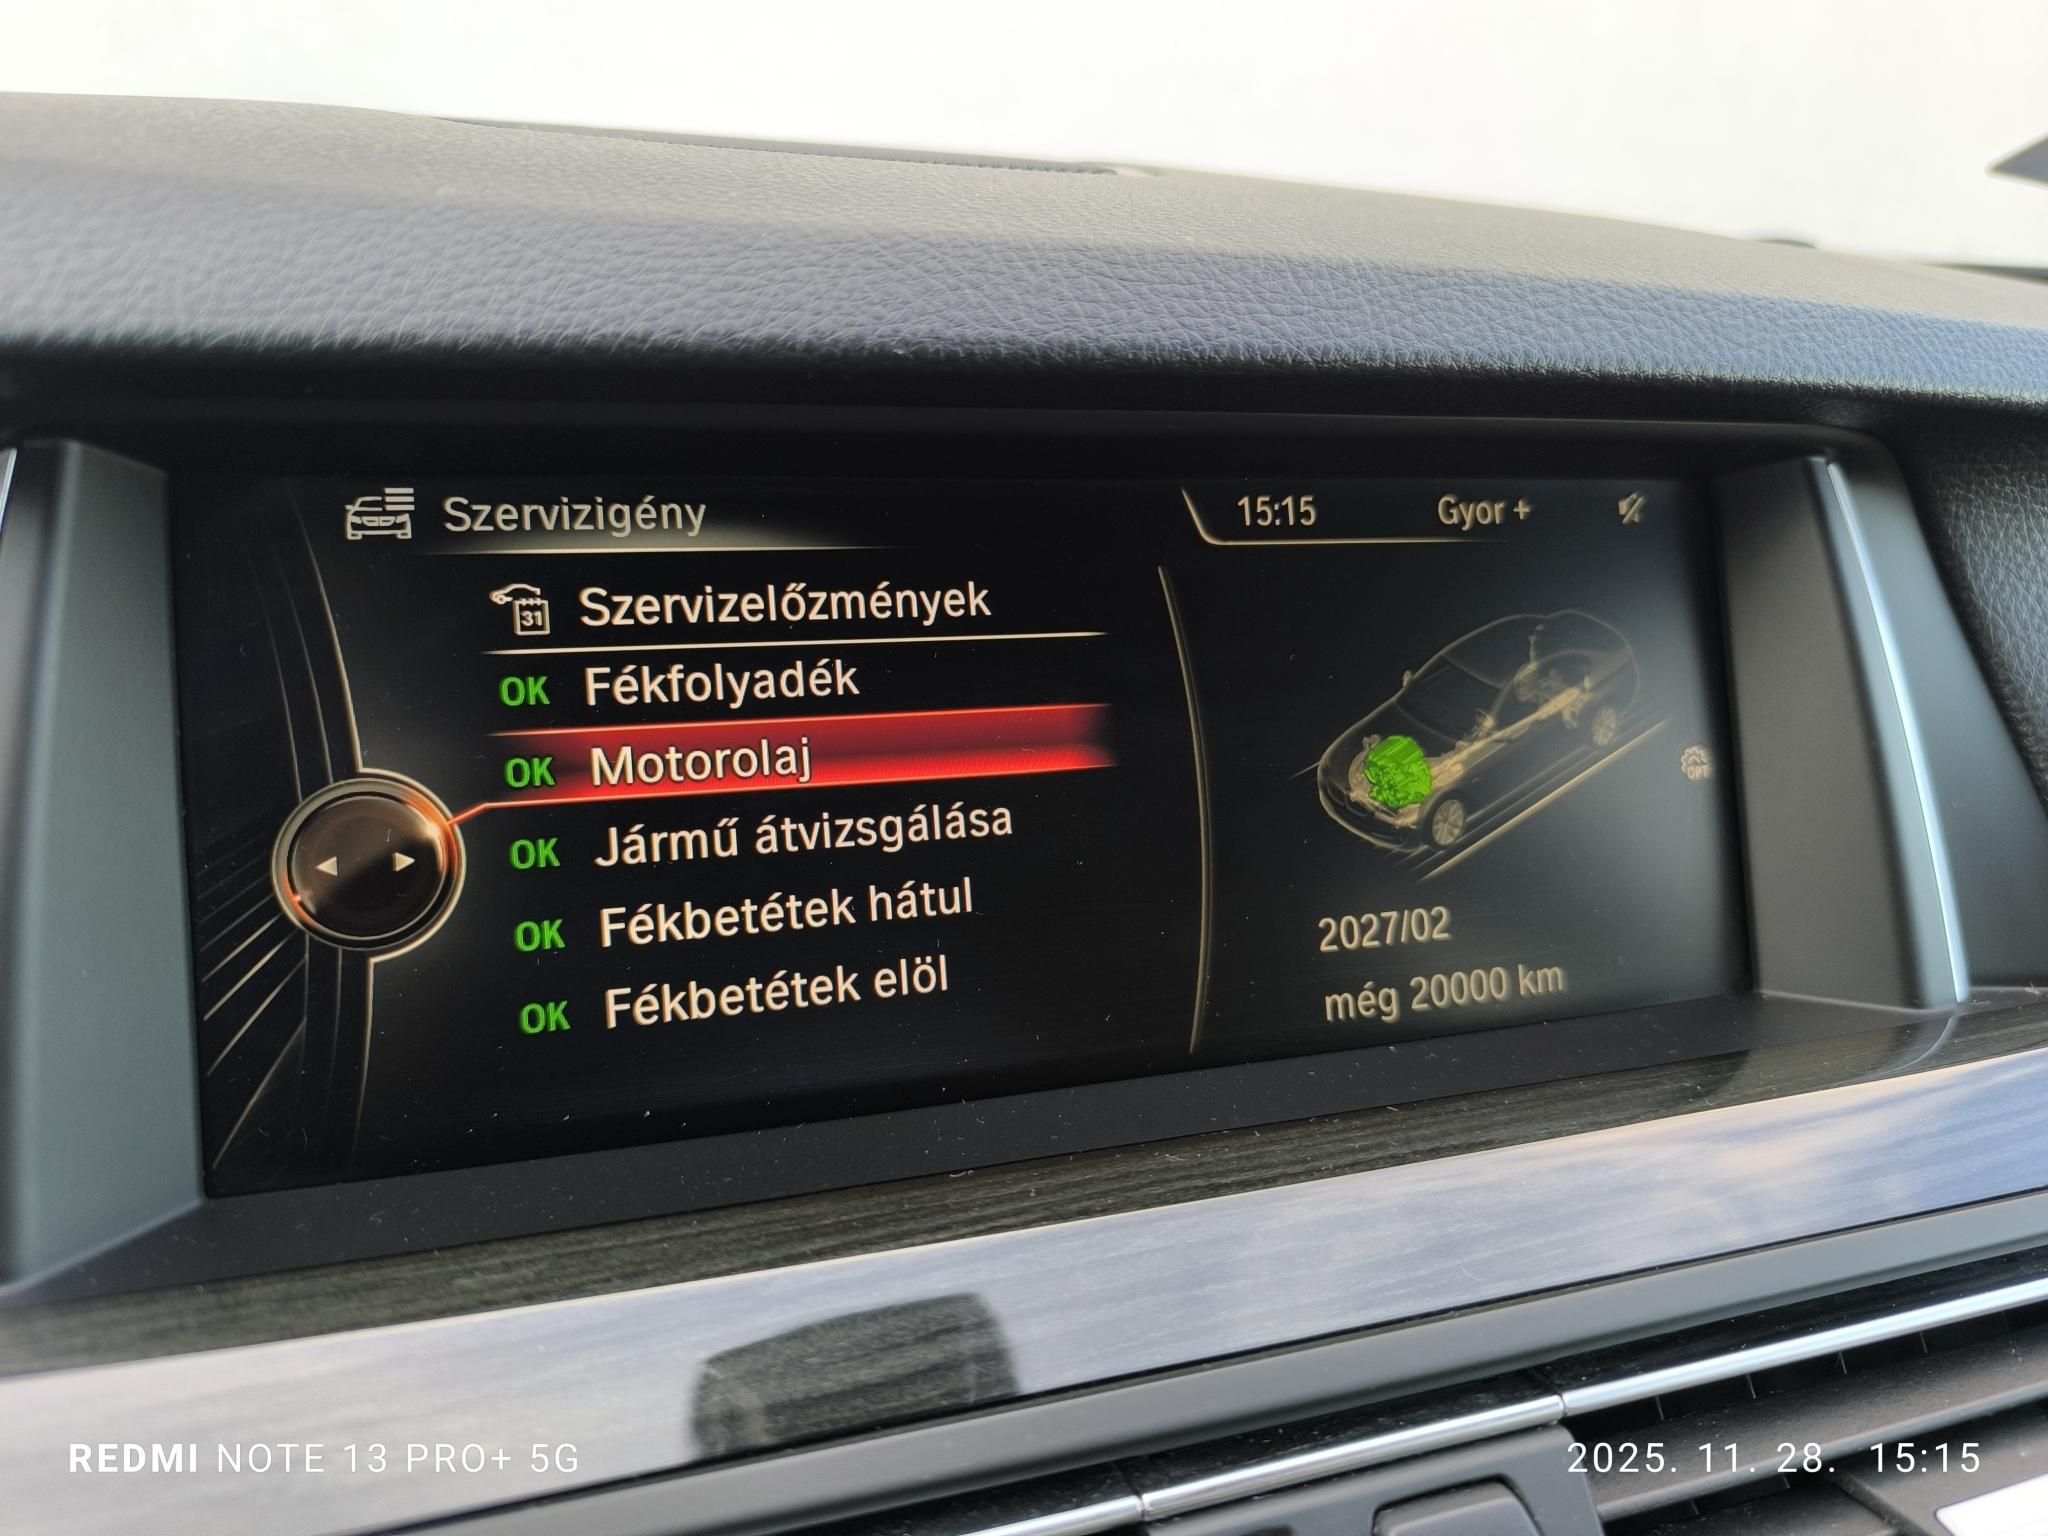 Szervizigény
15:15
Gyor +
31
Szervizelőzmények
OK Fékfolyadék
OK Motorolaj
OK Jármű átvizsgálása
OK Fékbetétek hátul
OK Fékbetétek elöl
OPT
2027/02
még 20000 km
REDMI NOTE 13 PRO+ 5G
2025. 11. 28. 15:15